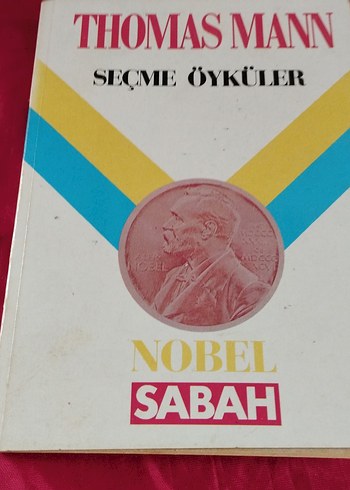 THOMAS MANN
SEÇME ÖYKÜLER
NOBEL
SABAH